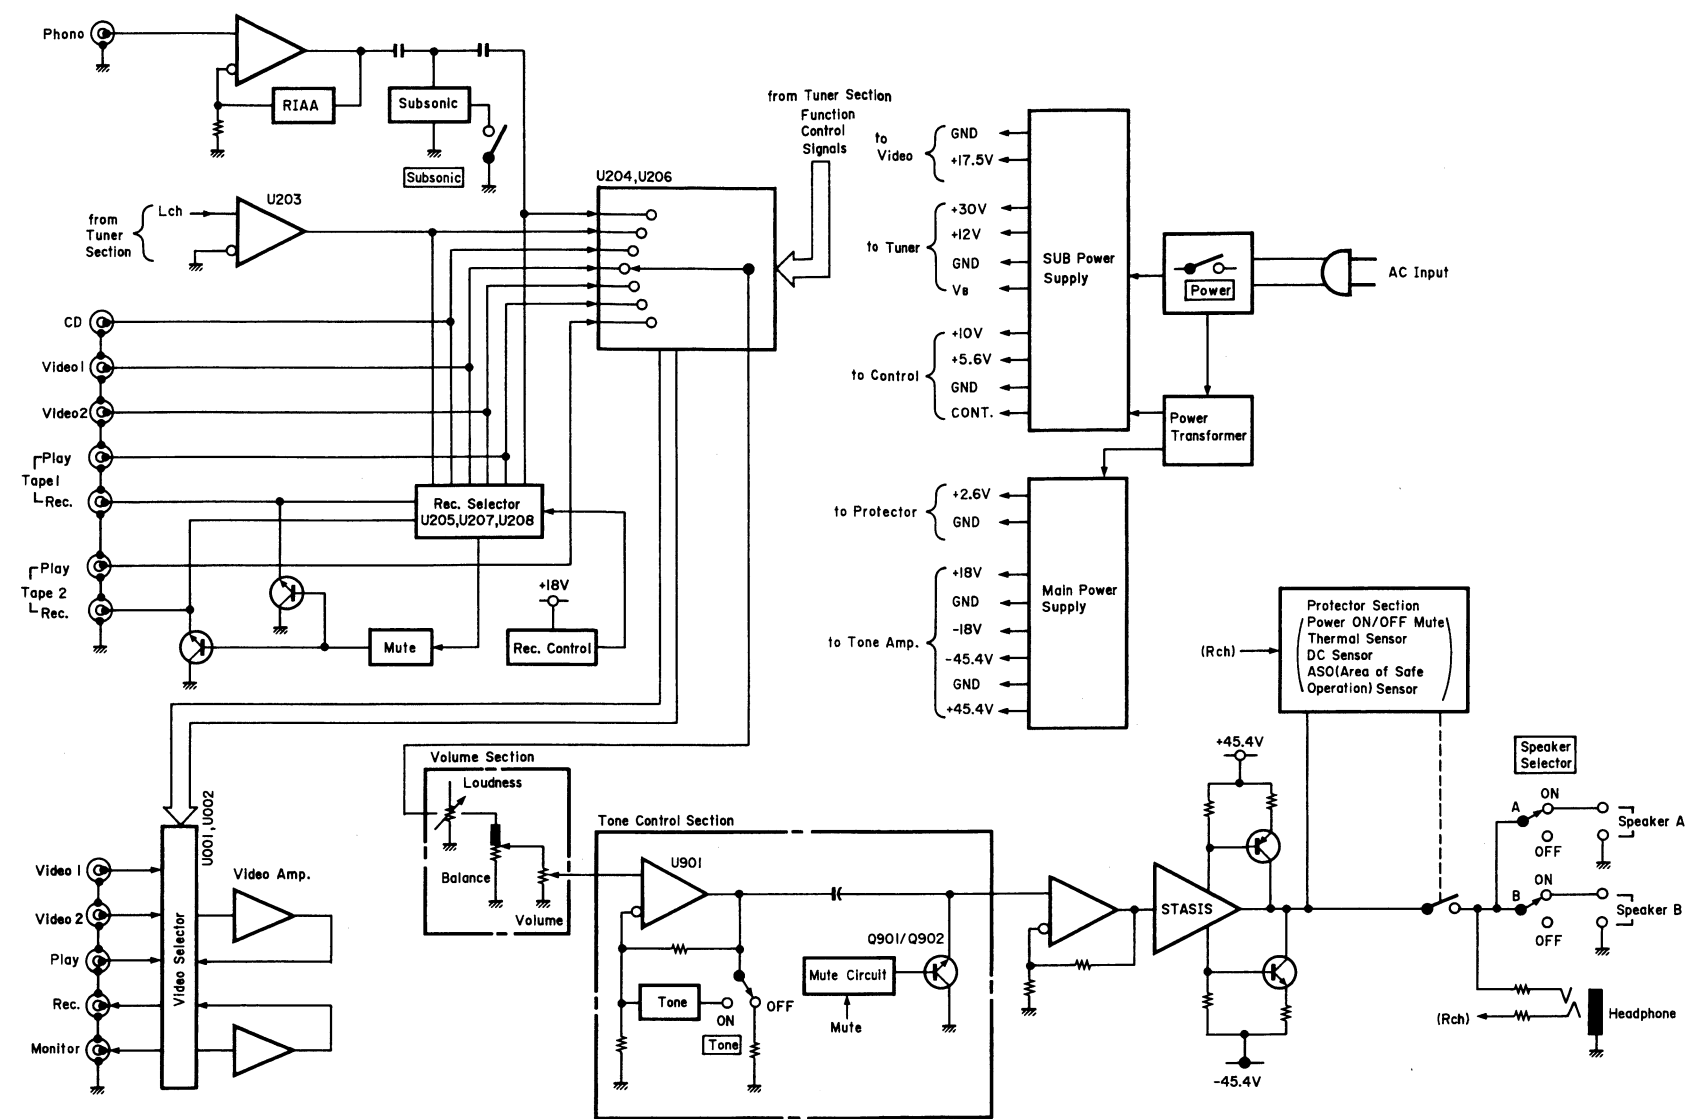 Phono
RIAA
Subsonic
Subsonic
from Tuner Section
Function
Control
Signals
U204,U206
U203
Lch
from
Tuner
Section
CD
Video1
Video2
Play
Tape1
Rec.
Play
Tape 2
Rec.
Rec. Selector
U205,U207,U208
+18V
Mute
Rec. Control
to
Video
GND
+17.5V
to Tuner
+30V
+12V
GND
VB
to Control
+10V
+5.6V
GND
CONT.
SUB Power
Supply
Power
AC Input
Power
Transformer
to Protector
+2.6V
GND
to Tone Amp.
+18V
GND
-18V
-45.4V
GND
+45.4V
Main Power
Supply
(Rch)
Protector Section
Power ON/OFF Mute
Thermal Sensor
DC Sensor
ASO(Area of Safe
Operation) Sensor
Volume Section
Loudness
Balance
Volume
U001,U002
Video Selector
Video Amp.
Video 1
Video 2
Play
Rec.
Monitor
Tone Control Section
U901
Tone
ON
OFF
Tone
Mute Circuit
Mute
Q901/Q902
STASIS
+45.4V
-45.4V
Speaker
Selector
A
ON
OFF
Speaker A
B
ON
OFF
Speaker B
(Rch)
Headphone